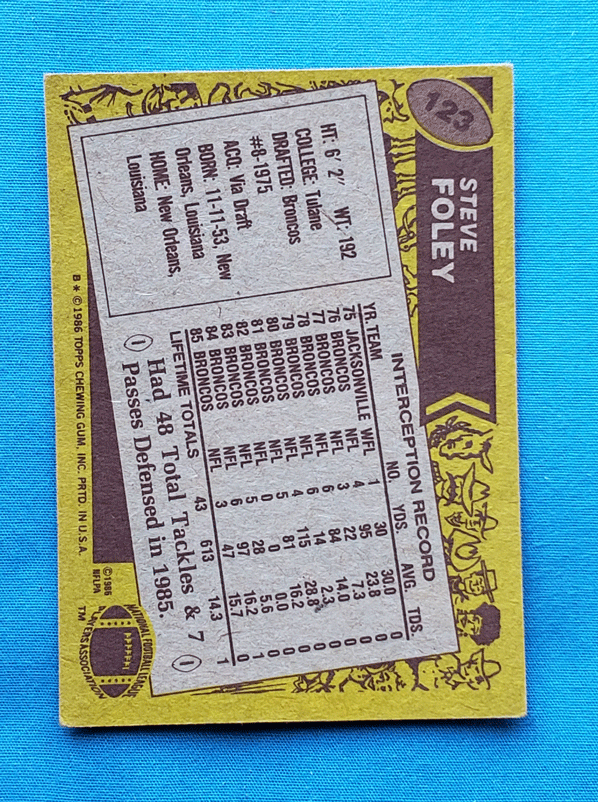 123
STEVE
FOLEY
HT: 6' 2" WT: 192
COLLEGE: Tulane
DRAFTED: Broncos
#8-1975
ACQ: Via Draft
BORN: 11-11-53, New
Orleans, Louisiana
HOME: New Orleans,
Louisiana
INTERCEPTION RECORD
YR. TEAM NO. YDS. AVG. TDS.
75 JACKSONVILLE WFL 1 30 30.0 0
76 BRONCOS NFL 4 95 23.8 0
77 BRONCOS NFL 3 22 7.3 0
78 BRONCOS NFL 6 84 14.0 0
79 BRONCOS NFL 6 14 2.3 0
80 BRONCOS NFL 4 115 28.8 0
81 BRONCOS NFL 5 81 16.2 0
82 BRONCOS NFL 0 0 0.0 0
83 BRONCOS NFL 5 28 5.6 0
84 BRONCOS NFL 6 97 16.2 1
85 BRONCOS NFL 3 47 15.7 0
LIFETIME TOTALS 43 613 14.3 1
Had 48 Total Tackles & 7
Passes Defensed in 1985.
B * © 1986 TOPPS CHEWING GUM, INC. PRTD. IN U.S.A.
© 1986
NFLPA
NATIONAL FOOTBALL LEAGUE
PLAYERS ASSOCIATION
TM